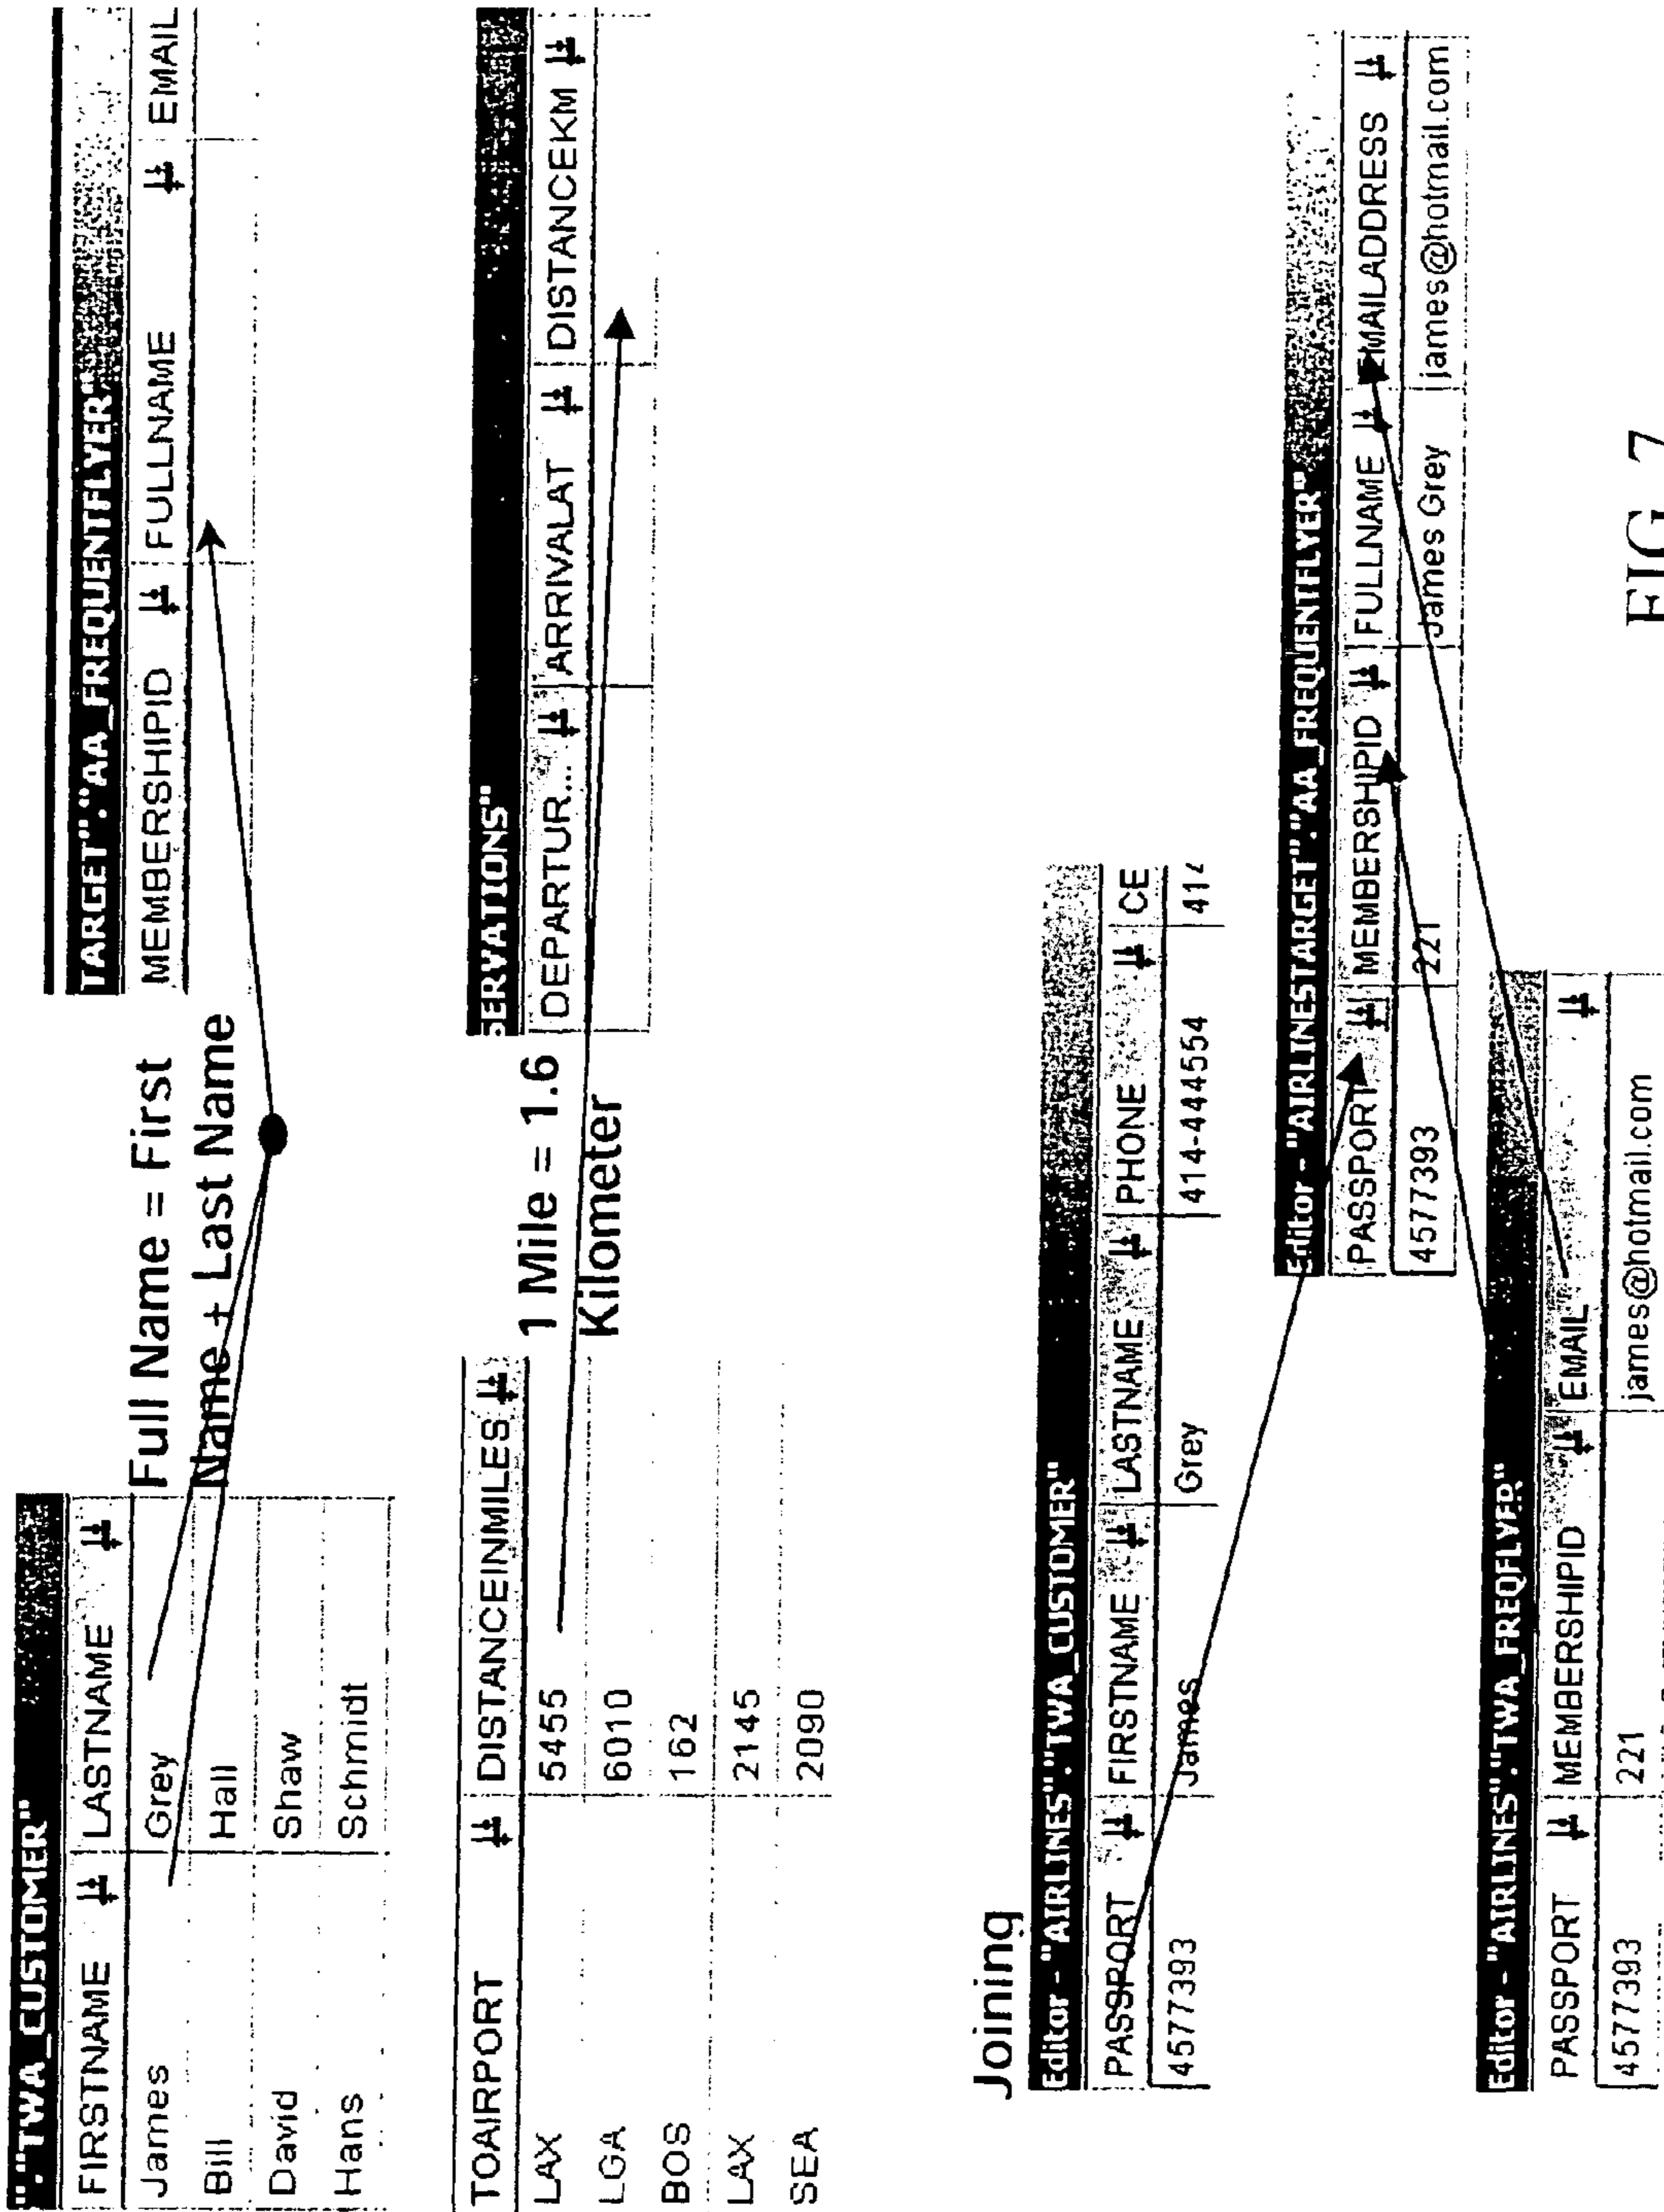 "."TWA_CUSTOMER"
FIRSTNAME LASTNAME
James Grey
Bill Hall
David Shaw
Hans Schmidt
Full Name = First
Name + Last Name
TARGET"."AA_FREQUENTFLYER"
MEMBERSHIPID FULLNAME EMAIL
TOAIRPORT DISTANCEINMILES
LAX 5455
LGA 6010
BOS 162
LAX 2145
SEA 2090
1 Mile = 1.6
Kilometer
SERVATIONS"
DEPARTUR... ARRIVALAT DISTANCEKM
Joining
Editor - "AIRLINES"."TWA_CUSTOMER"
PASSPORT FIRSTNAME LASTNAME PHONE CE
4577393 James Grey 414-444554 414
Editor - "AIRLINESTARGET"."AA_FREQUENTFLYER"
PASSPORT MEMBERSHIPID FULLNAME EMAILADDRESS
4577393 221 James Grey james@hotmail.com
Editor - "AIRLINES"."TWA_FREQFLYER"
PASSPORT MEMBERSHIPID EMAIL
4577393 221 james@hotmail.com
FIG. 7